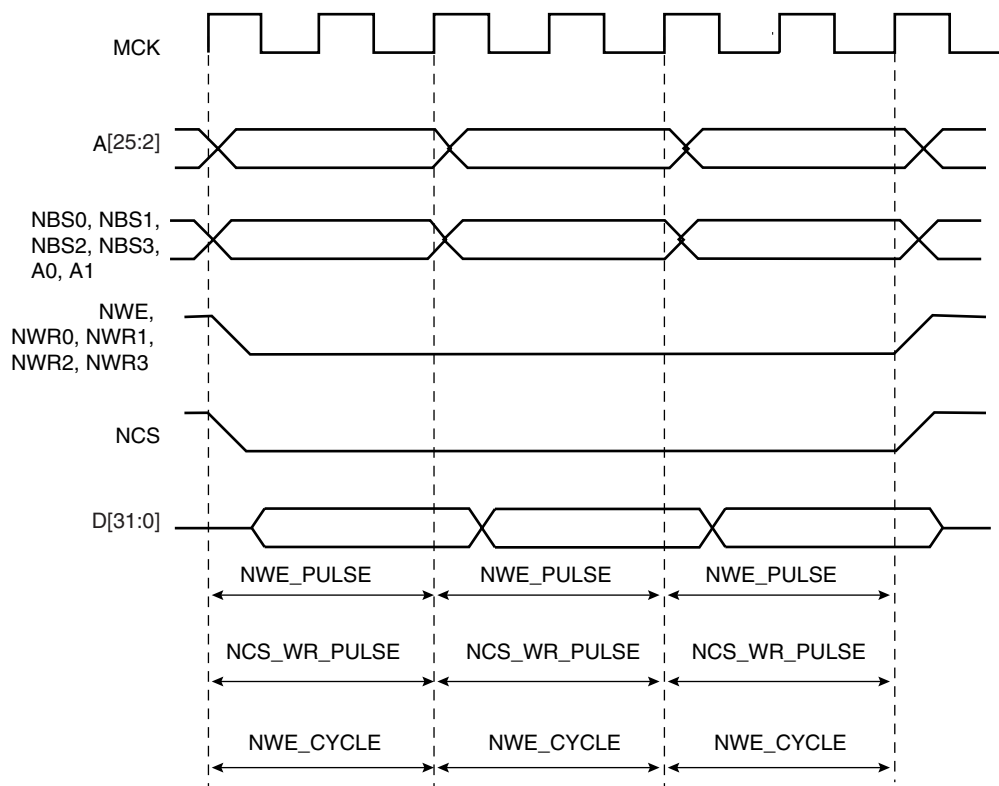 MCK
A[25:2]
NBS0, NBS1,
NBS2, NBS3,
A0, A1
NWE,
NWR0, NWR1,
NWR2, NWR3
NCS
D[31:0]
NWE_PULSE NWE_PULSE NWE_PULSE
NCS_WR_PULSE NCS_WR_PULSE NCS_WR_PULSE
NWE_CYCLE NWE_CYCLE NWE_CYCLE